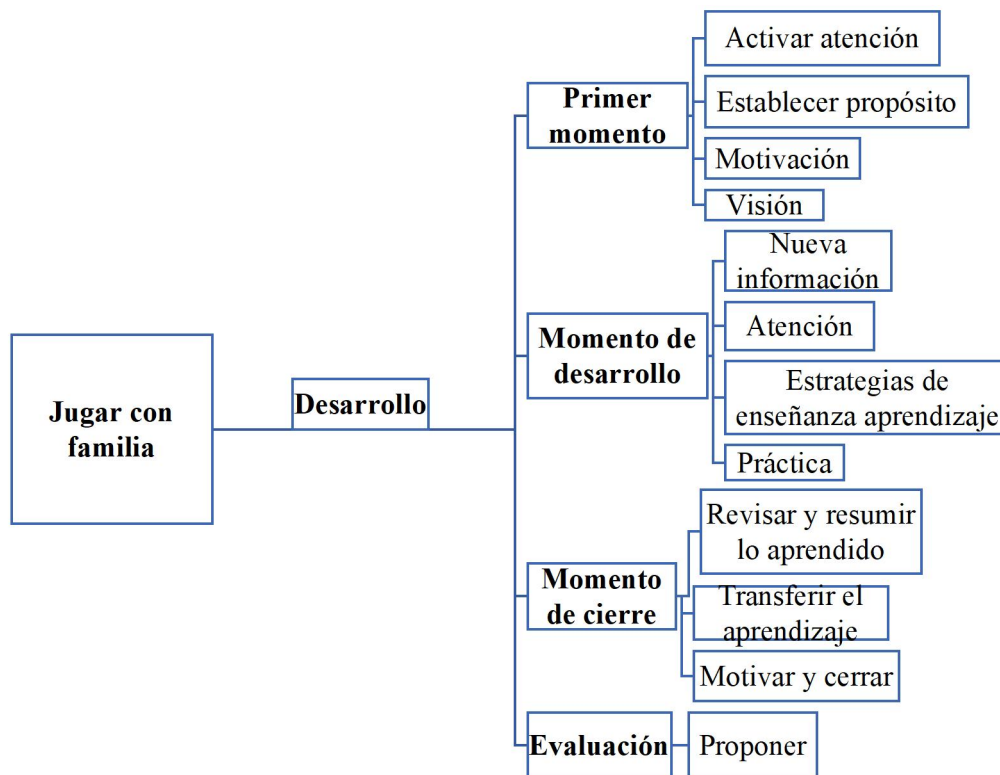 Jugar con
familia
Desarrollo
Primer
momento
Activar atención
Establecer propósito
Motivación
Visión
Momento de
desarrollo
Nueva
información
Atención
Estrategias de
enseñanza aprendizaje
Práctica
Momento
de cierre
Revisar y resumir
lo aprendido
Transferir el
aprendizaje
Motivar y cerrar
Evaluación
Proponer